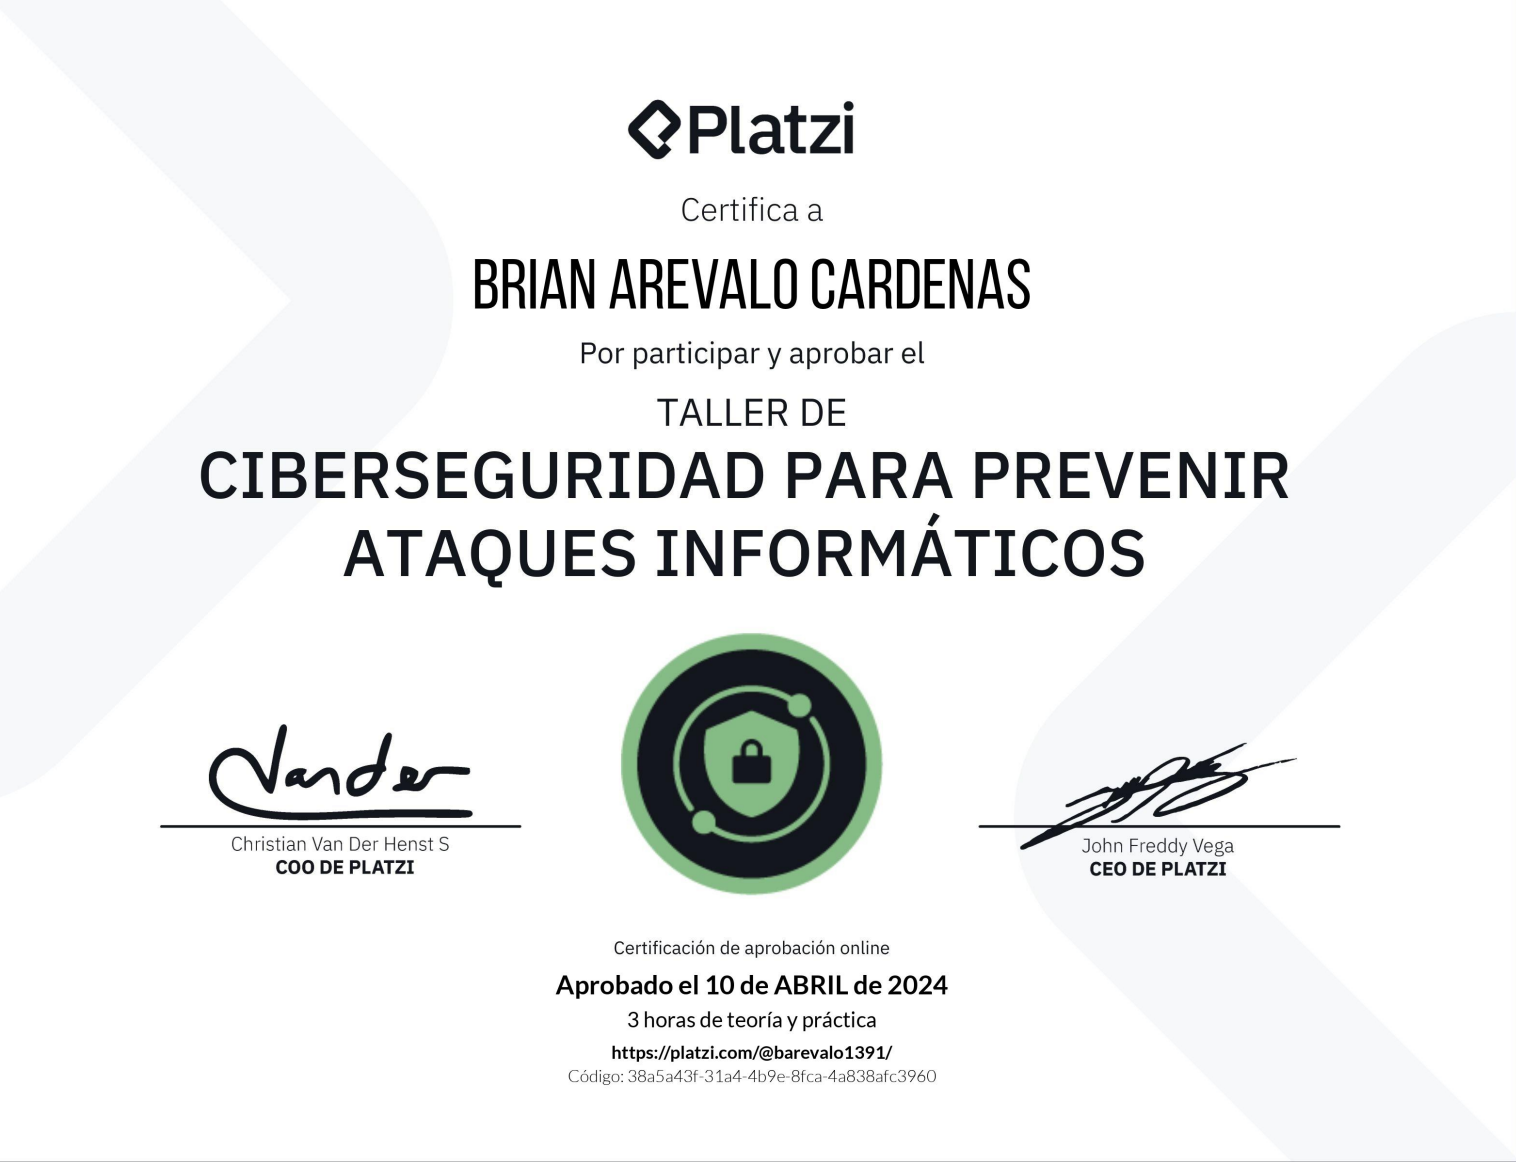 Platzi
Certifica a
BRIAN AREVALO CARDENAS
Por participar y aprobar el
TALLER DE
CIBERSEGURIDAD PARA PREVENIR
ATAQUES INFORMÁTICOS
Vander
Christian Van Der Henst S
COO DE PLATZI
John Freddy Vega
CEO DE PLATZI
Certificación de aprobación online
Aprobado el 10 de ABRIL de 2024
3 horas de teoría y práctica
https://platzi.com/@barevalo1391/
Código: 38a5a43f-31a4-4b9e-8fca-4a838afc3960